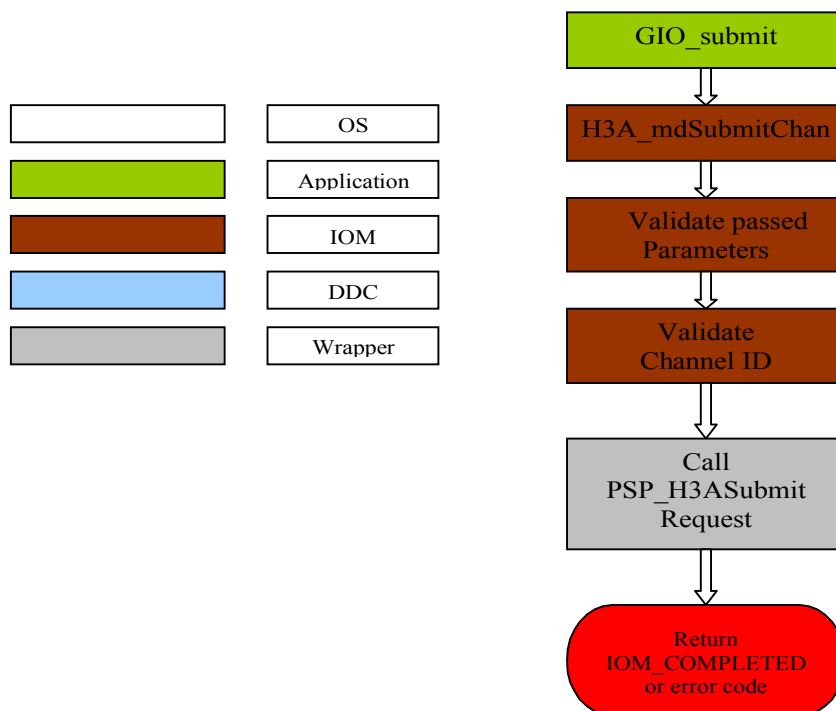 GIO_submit
OS
H3A_mdSubmitChan
Application
Validate passed
Parameters
IOM
DDC
Validate
Channel ID
Wrapper
Call
PSP_H3ASubmit
Request
Return
IOM_COMPLETED
or error code